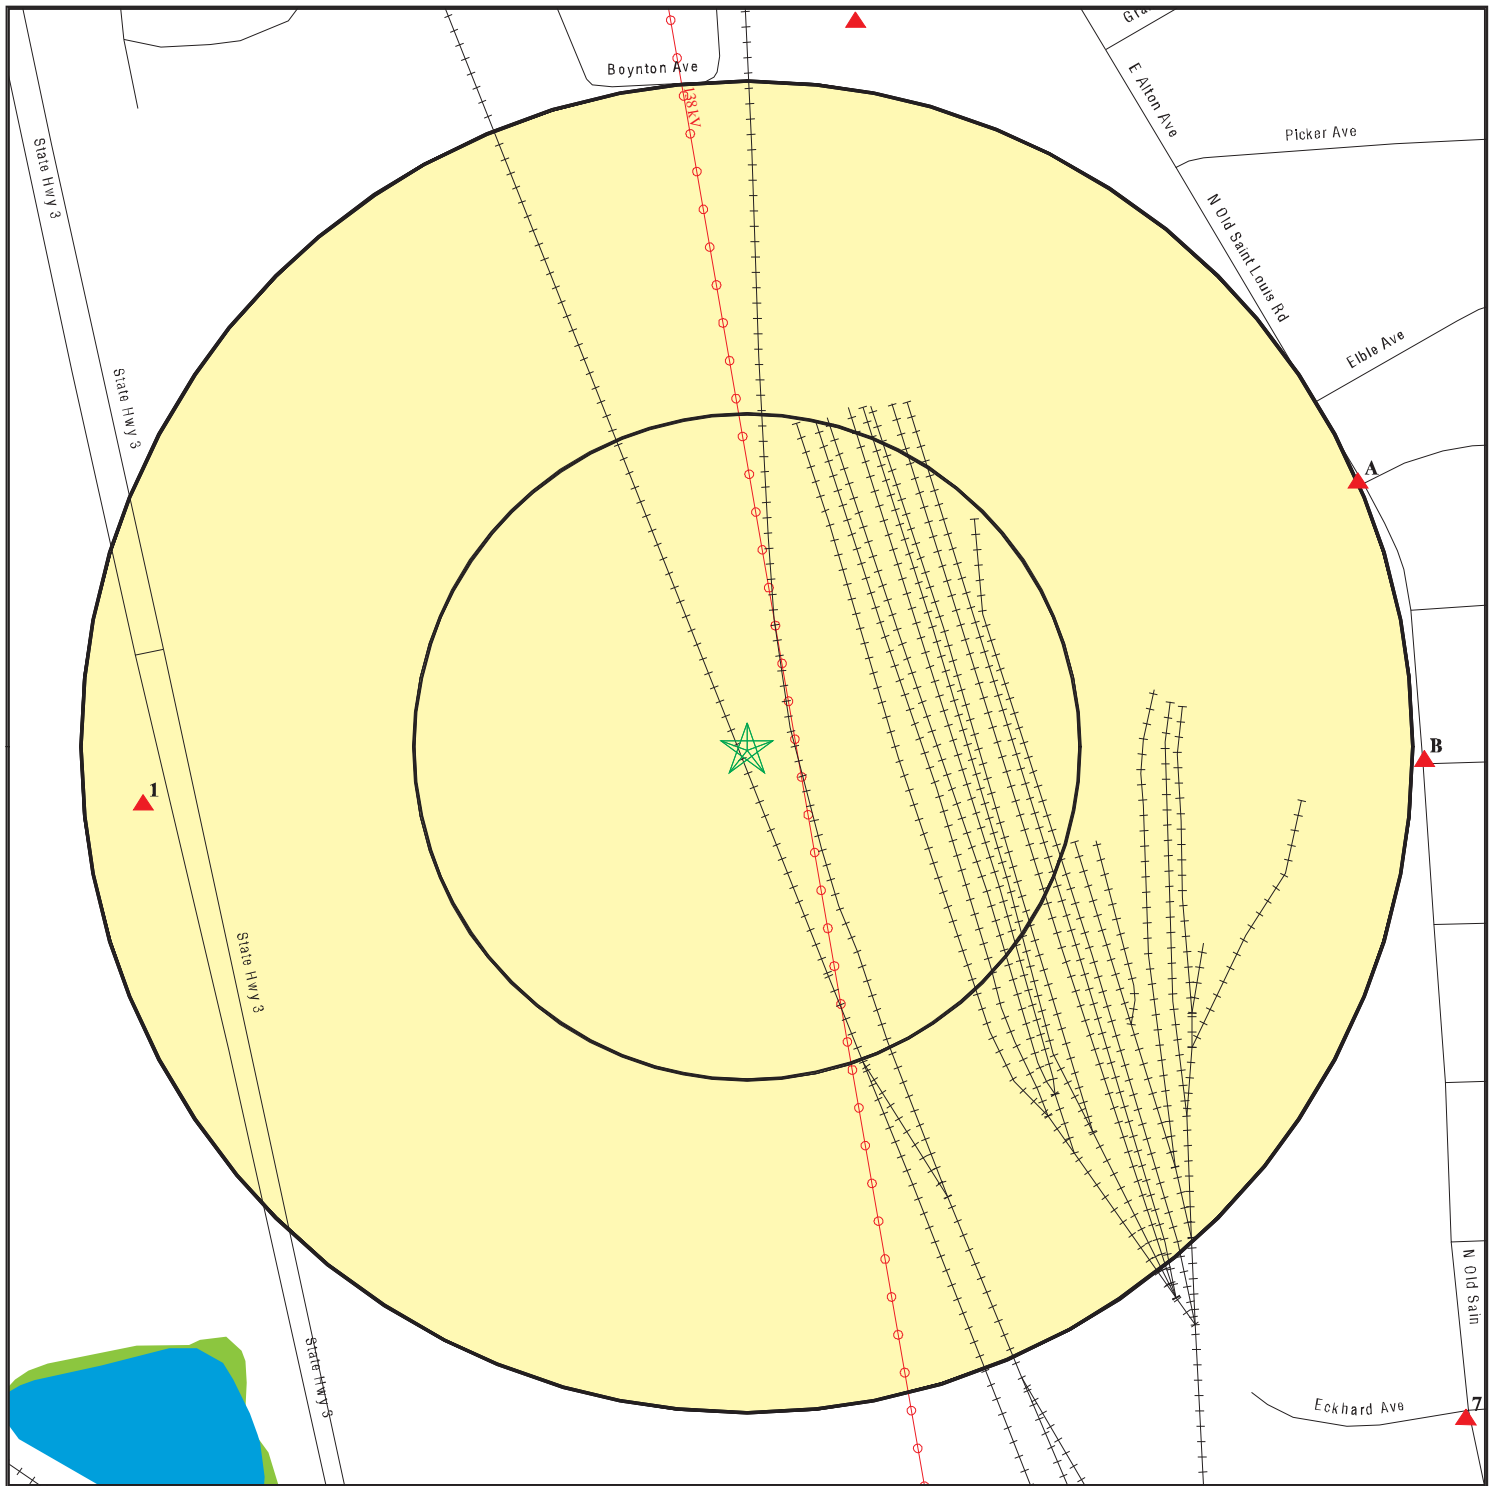 Boynton Ave
138kV
E Alton Ave
Picker Ave
State Hwy 3
N Old Saint Louis Rd
Elble Ave
State Hwy 3
A
B
1
State Hwy 3
N Old Sain
State Hwy 3
Eckhard Ave
7